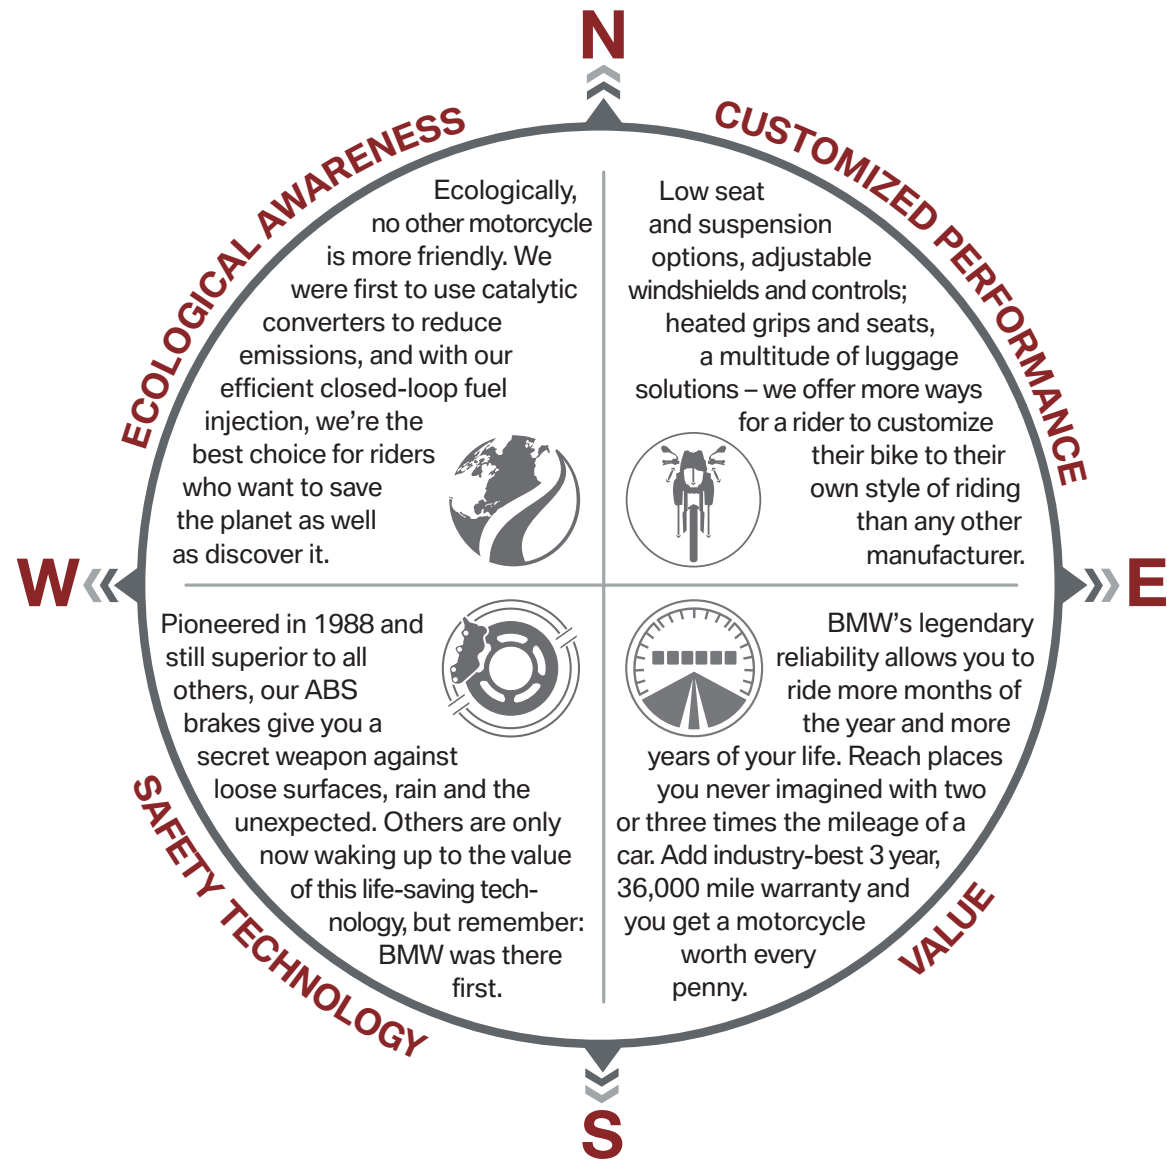 N
ECOLOGICAL AWARENESS
Ecologically,
no other motorcycle
is more friendly. We
were first to use catalytic
converters to reduce
emissions, and with our
efficient closed-loop fuel
injection, we’re the
best choice for riders
who want to save
the planet as well
as discover it.
CUSTOMIZED PERFORMANCE
Low seat
and suspension
options, adjustable
windshields and controls;
heated grips and seats,
a multitude of luggage
solutions – we offer more ways
for a rider to customize
their bike to their
own style of riding
than any other
manufacturer.
W
E
SAFETY TECHNOLOGY
Pioneered in 1988 and
still superior to all
others, our ABS
brakes give you a
secret weapon against
loose surfaces, rain and the
unexpected. Others are only
now waking up to the value
of this life-saving tech-
nology, but remember:
BMW was there
first.
VALUE
BMW’s legendary
reliability allows you to
ride more months of
the year and more
years of your life. Reach places
you never imagined with two
or three times the mileage of a
car. Add industry-best 3 year,
36,000 mile warranty and
you get a motorcycle
worth every
penny.
S